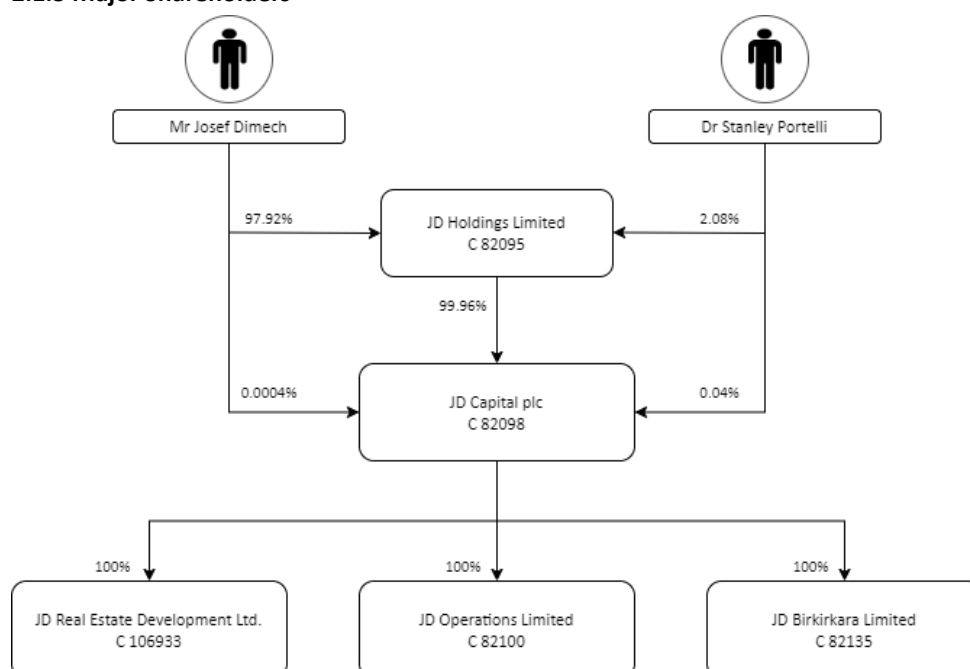 Major Shareholders
Mr Josef Dimech
Dr Stanley Portelli
97.92%
JD Holdings Limited
C 82095
2.08%
99.96%
0.0004%
JD Capital plc
C 82098
0.04%
100%
100%
100%
JD Real Estate Development Ltd.
C 106933
JD Operations Limited
C 82100
JD Birkirkara Limited
C 82135